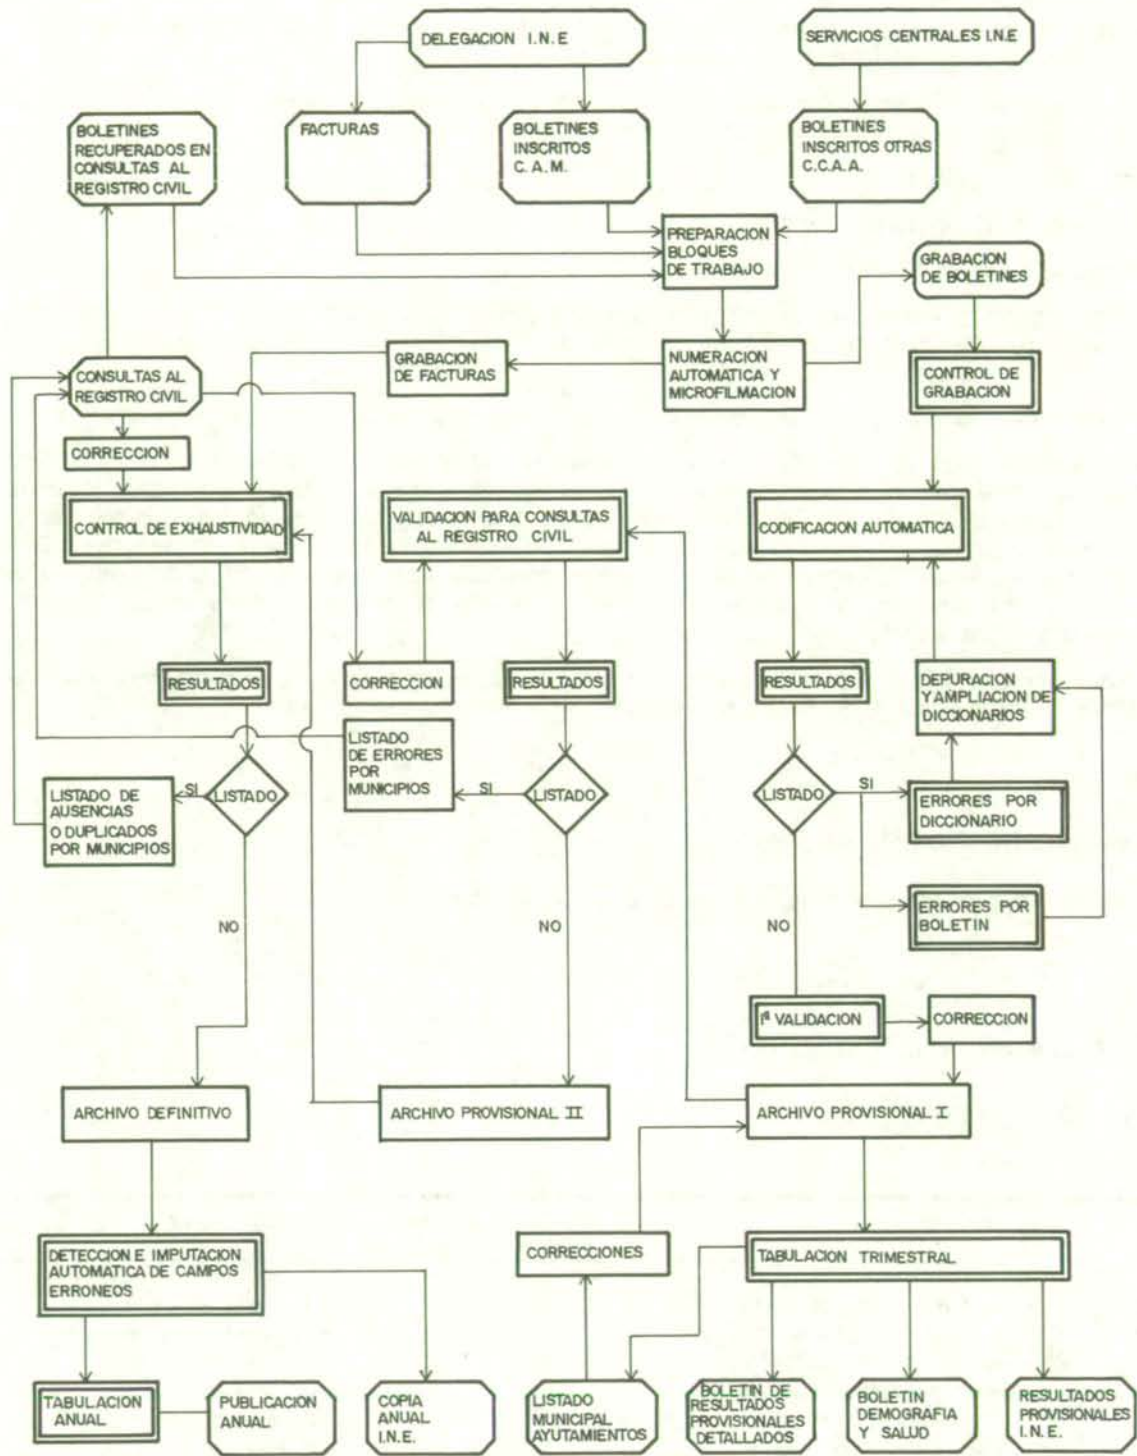 DELEGACION I.N.E
SERVICIOS CENTRALES I.N.E
BOLETINES
RECUPERADOS EN
CONSULTAS AL
REGISTRO CIVIL
FACTURAS
BOLETINES
INSCRITOS
C.A.M.
BOLETINES
INSCRITOS OTRAS
C.C.A.A.
PREPARACION
BLOQUES
DE TRABAJO
GRABACION
DE BOLETINES
CONSULTAS AL
REGISTRO CIVIL
GRABACION
DE FACTURAS
NUMERACION
AUTOMATICA Y
MICROFILMACION
CONTROL DE
GRABACION
CORRECCION
CONTROL DE EXHAUSTIVIDAD
VALIDACION PARA CONSULTAS
AL REGISTRO CIVIL
CODIFICACION AUTOMATICA
RESULTADOS
CORRECCION
RESULTADOS
RESULTADOS
DEPURACION
Y AMPLIACION DE
DICCIONARIOS
LISTADO DE
AUSENCIAS
O DUPLICADOS
POR MUNICIPIOS
SI
LISTADO
LISTADO
DE ERRORES
POR
MUNICIPIOS
SI
LISTADO
LISTADO
SI
ERRORES POR
DICCIONARIO
ERRORES POR
BOLETIN
NO
NO
NO
1ª VALIDACION
CORRECCION
ARCHIVO DEFINITIVO
ARCHIVO PROVISIONAL II
ARCHIVO PROVISIONAL I
DETECCION E IMPUTACION
AUTOMATICA DE CAMPOS
ERRONEOS
CORRECCIONES
TABULACION TRIMESTRAL
TABULACION
ANUAL
PUBLICACION
ANUAL
COPIA
ANUAL
I.N.E.
LISTADO
MUNICIPAL
AYUTAMIENTOS
BOLETIN DE
RESULTADOS
PROVISIONALES
DETALLADOS
BOLETIN
DEMOGRAFIA
Y SALUD
RESULTADOS
PROVISIONALES
I.N.E.